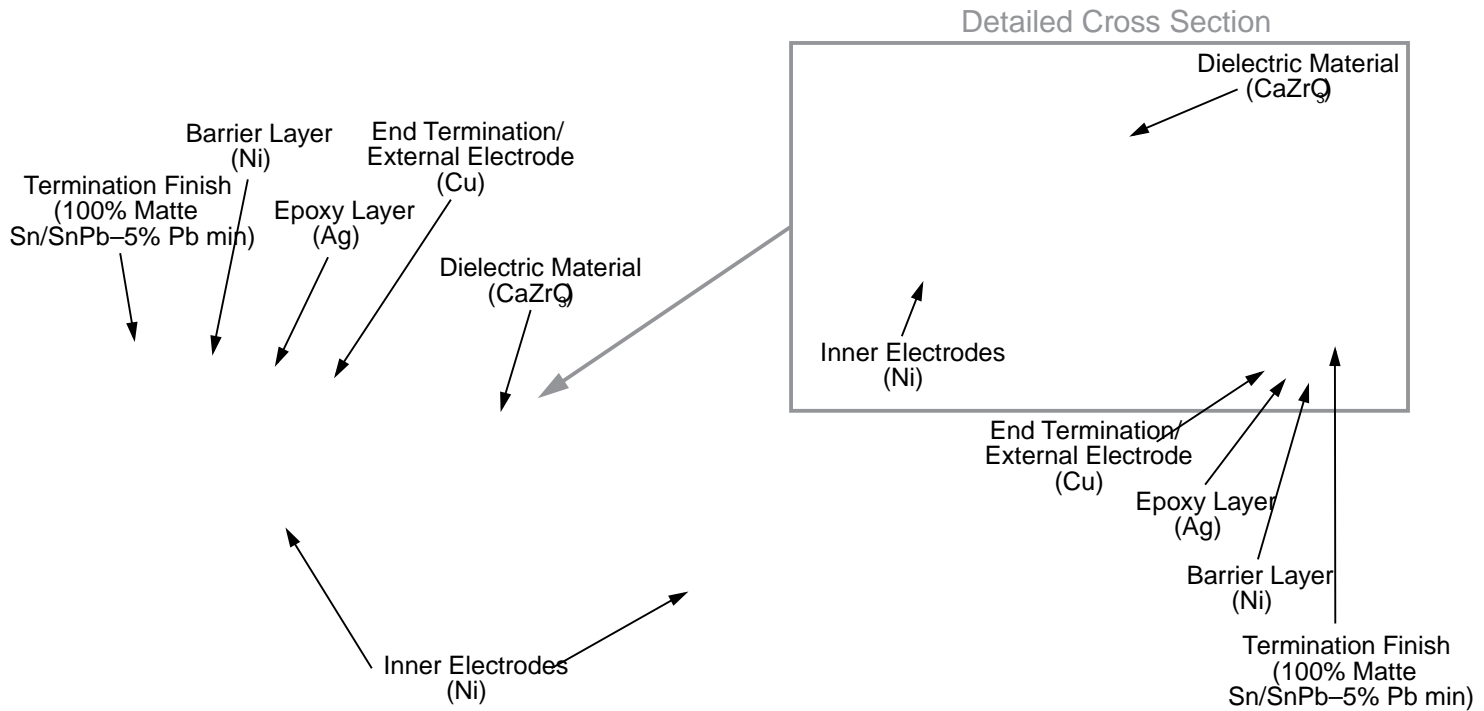 Detailed Cross Section
Dielectric Material
(CaZrO3)
Barrier Layer
(Ni)
End Termination/
External Electrode
(Cu)
Termination Finish
(100% Matte
Sn/SnPb–5% Pb min)
Epoxy Layer
(Ag)
Dielectric Material
(CaZrO3)
Inner Electrodes
(Ni)
End Termination/
External Electrode
(Cu)
Epoxy Layer
(Ag)
Barrier Layer
(Ni)
Termination Finish
(100% Matte
Sn/SnPb–5% Pb min)
Inner Electrodes
(Ni)